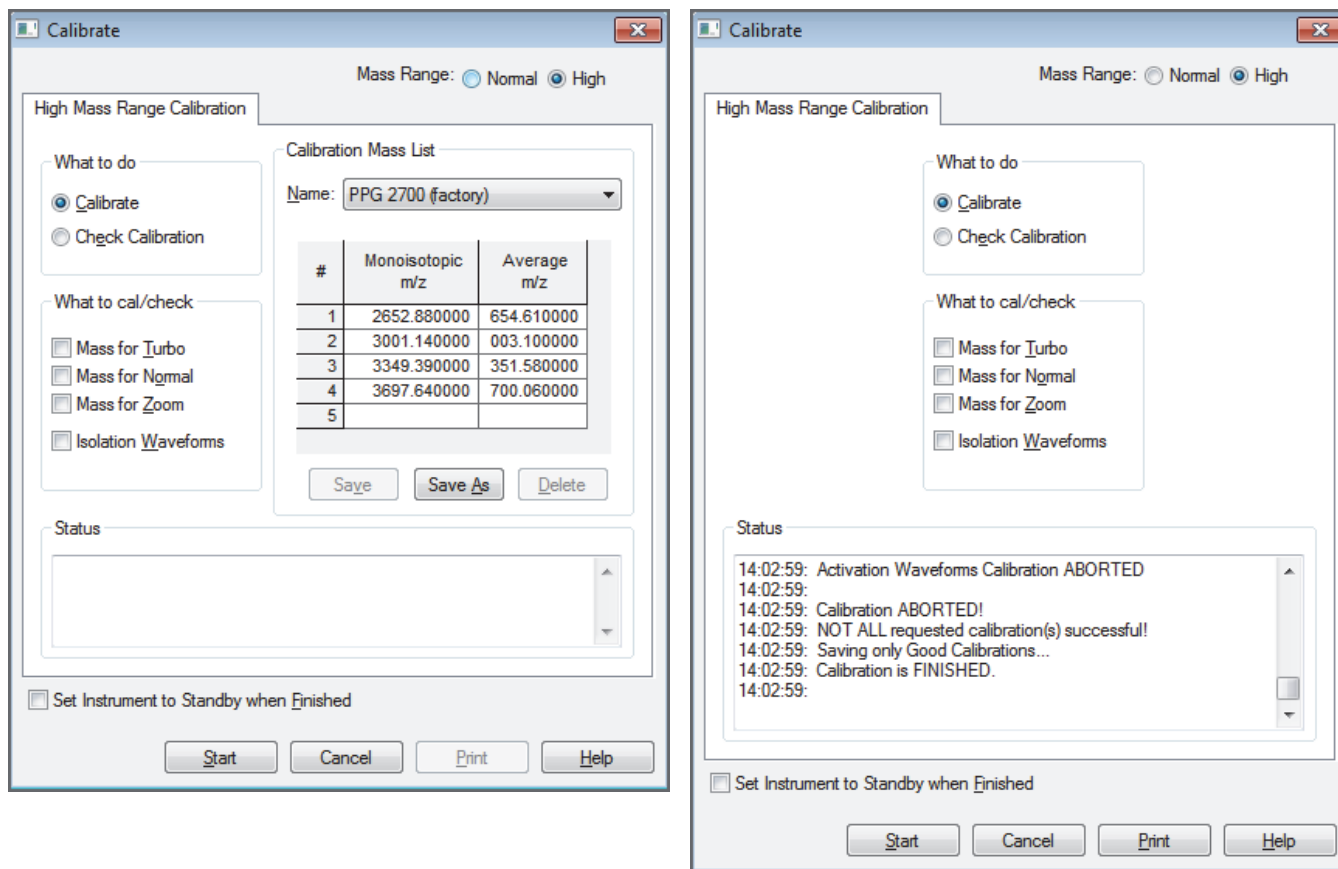 Calibrate
Mass Range: Normal High
High Mass Range Calibration
What to do
Calibrate
Check Calibration
What to cal/check
Mass for Turbo
Mass for Normal
Mass for Zoom
Isolation Waveforms
Calibration Mass List
Name: PPG 2700 (factory)
# Monoisotopic m/z Average m/z
1 2652.880000 654.610000
2 3001.140000 003.100000
3 3349.390000 351.580000
4 3697.640000 700.060000
5
Save Save As Delete
Status
Set Instrument to Standby when Finished
Start Cancel Print Help
Calibrate
Mass Range: Normal High
High Mass Range Calibration
What to do
Calibrate
Check Calibration
What to cal/check
Mass for Turbo
Mass for Normal
Mass for Zoom
Isolation Waveforms
Status
14:02:59: Activation Waveforms Calibration ABORTED
14:02:59:
14:02:59: Calibration ABORTED!
14:02:59: NOT ALL requested calibration(s) successful!
14:02:59: Saving only Good Calibrations...
14:02:59: Calibration is FINISHED.
14:02:59:
Set Instrument to Standby when Finished
Start Cancel Print Help